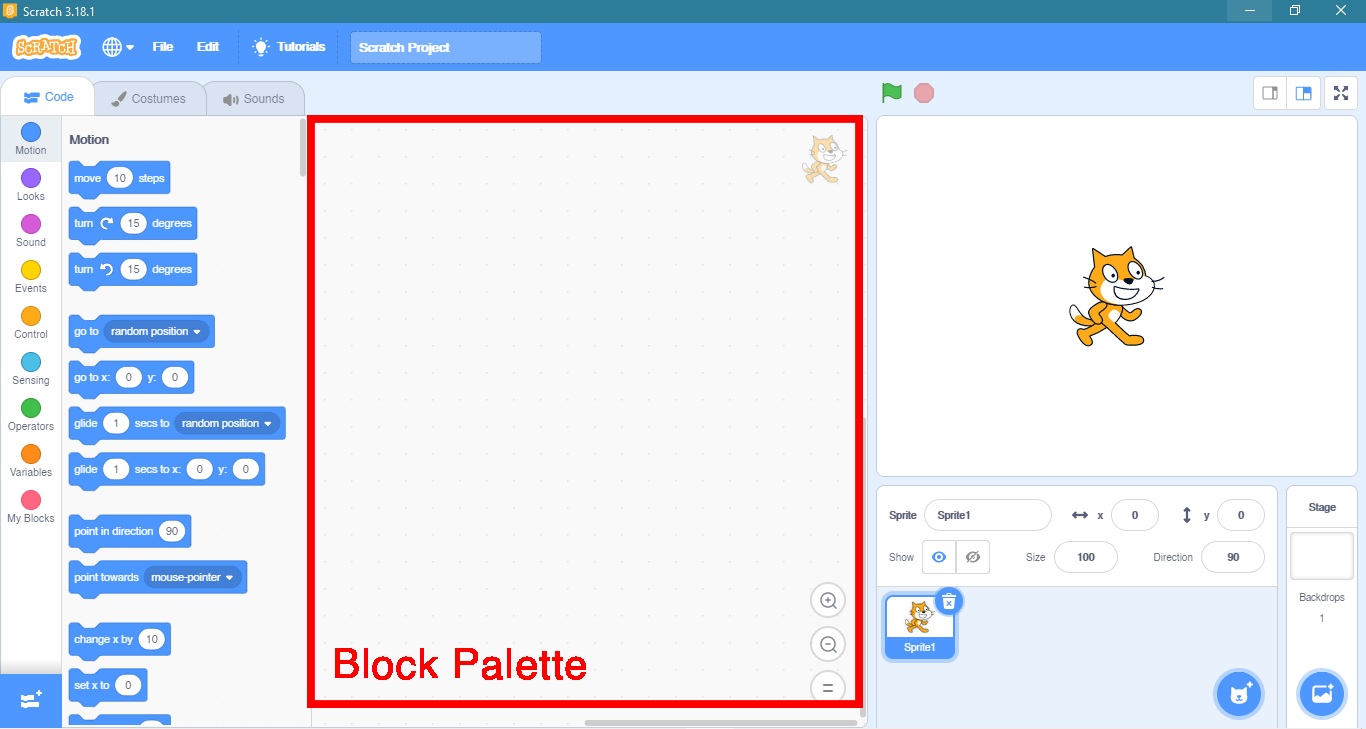 Scratch 3.18.1
SCRATCH File Edit Tutorials Scratch Project
Code Costumes Sounds
Motion
Looks
Sound
Events
Control
Sensing
Operators
Variables
My Blocks
Motion
move 10 steps
turn 15 degrees
turn 15 degrees
go to random position
go to x: 0 y: 0
glide 1 secs to random position
glide 1 secs to x: 0 y: 0
point in direction 90
point towards mouse-pointer
change x by 10
set x to 0
Block Palette
Sprite Sprite1 x 0 y 0
Show Size 100 Direction 90
Sprite1
Stage
Backdrops
1